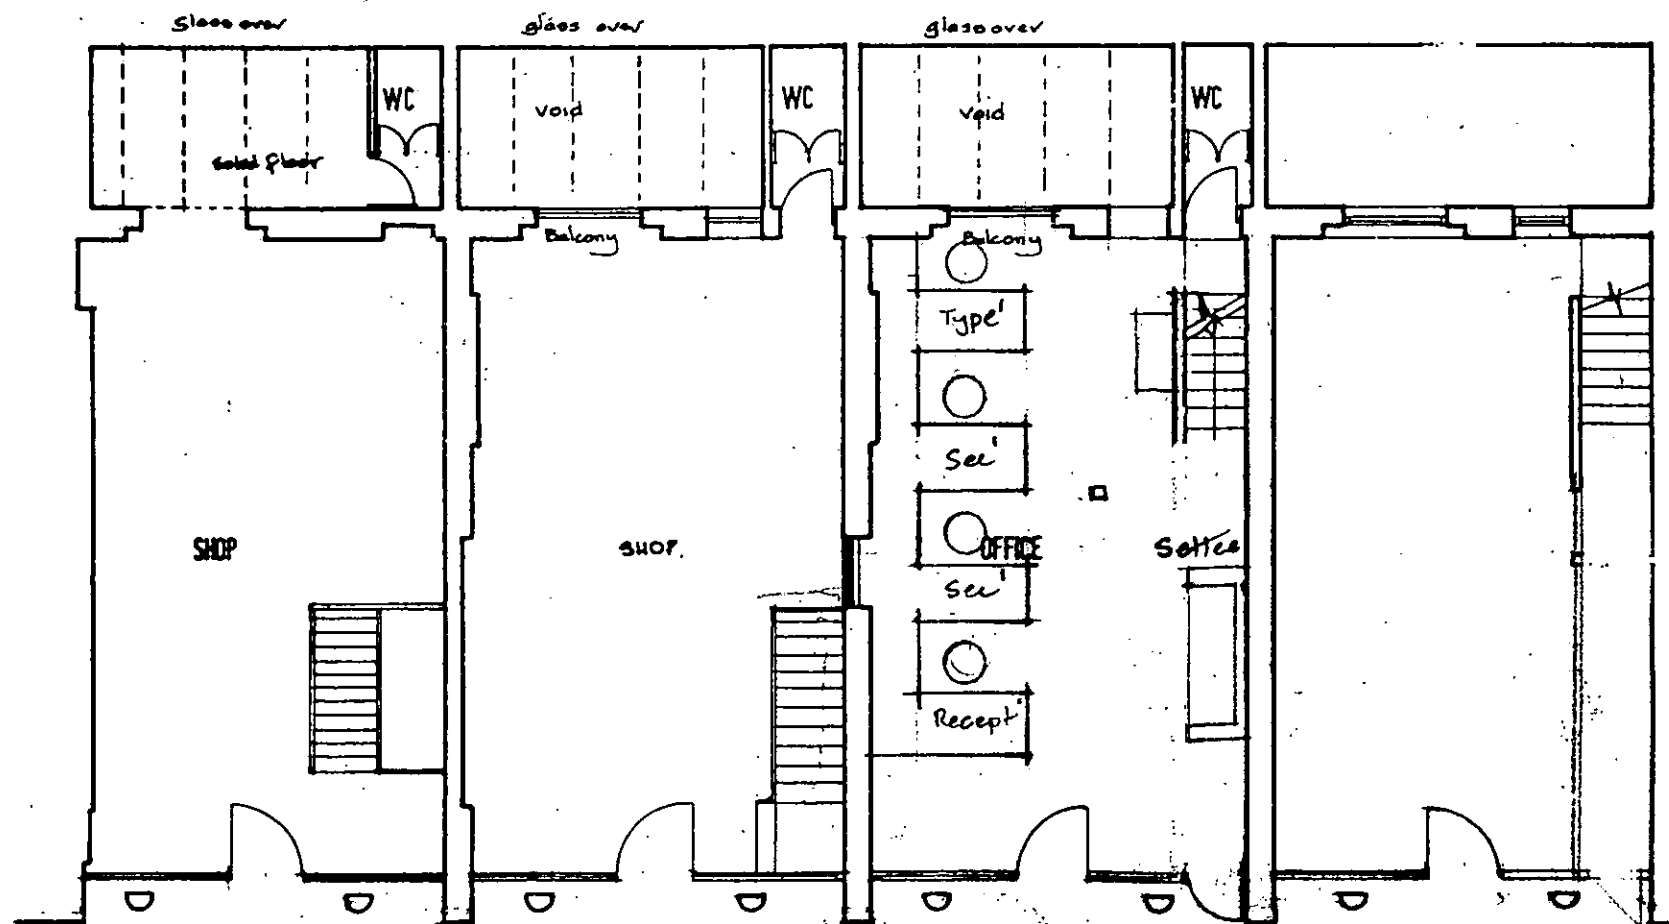 Glass over
glass over
glass over
WC
Void
WC
Void
WC
Solid floor
Balcony
Balcony
Type'
Sec'
SHOP
SHOP.
OFFICE
Settee
Sec'
Recept'